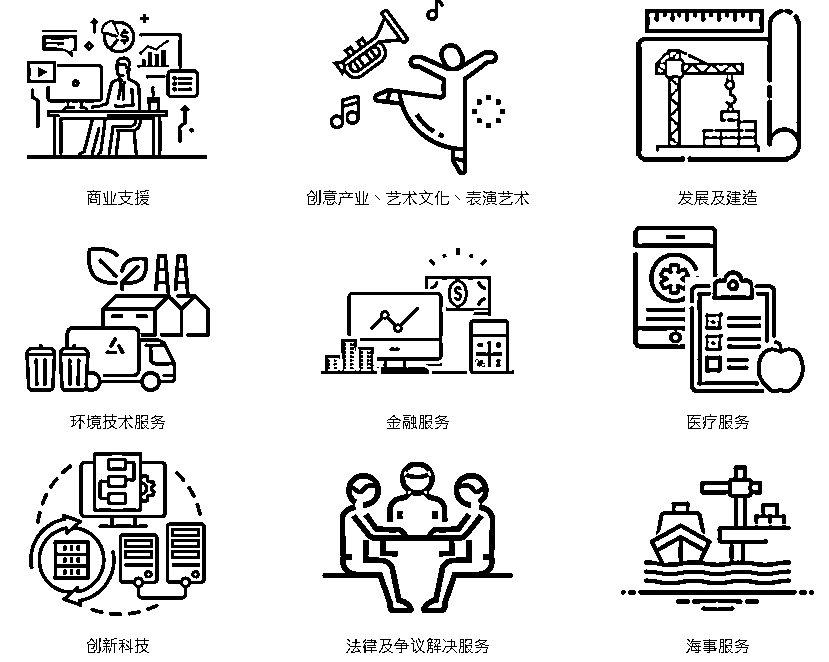 商业支援
创意产业、艺术文化、表演艺术
发展及建造
环境技术服务
金融服务
医疗服务
创新科技
法律及争议解决服务
海事服务